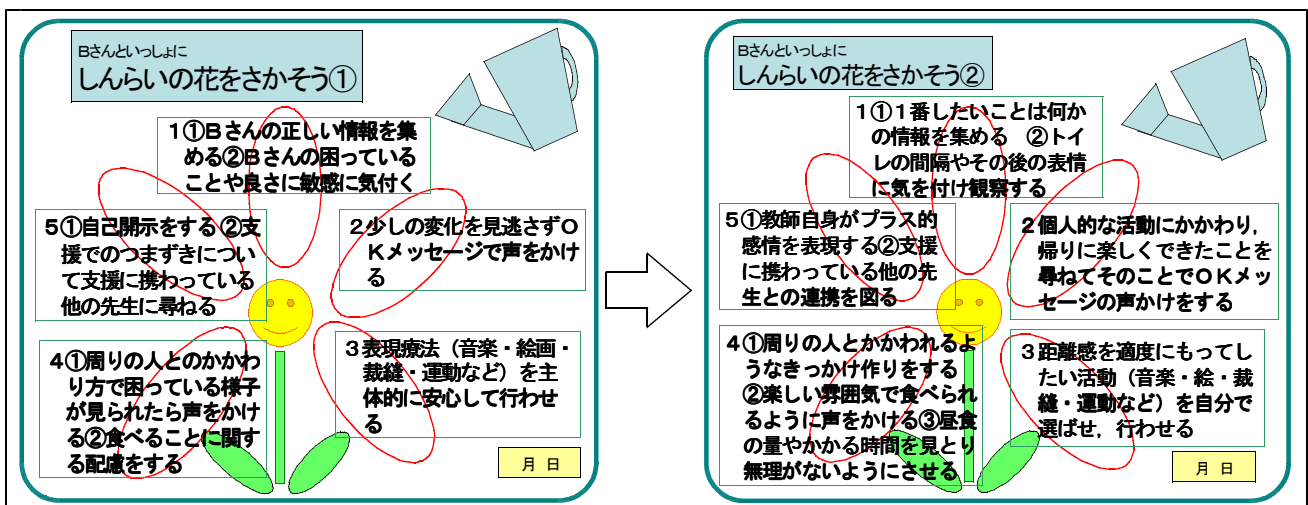 Bさんといっしょに
しんらいの花をさかそう①
1①Bさんの正しい情報を集
める②Bさんの困っている
ことや良さに敏感に気付く
5①自己開示をする ②支
援でのつまずきについ
て支援に携わっている
他の先生に尋ねる
2少しの変化を見逃さずO
Kメッセージで声をかけ
る
4①周りの人とのかかわ
り方で困っている様子
が見られたら声をかけ
る②食べることに関す
る配慮をする
3表現療法（音楽・絵画・
裁縫・運動など）を主
体的に安心して行わせ
る
月 日
Bさんといっしょに
しんらいの花をさかそう②
1①1番したいことは何か
の情報を集める ②トイ
レの間隔やその後の表情
に気を付け観察する
5①教師自身がプラス的
感情を表現する②支援
に携わっている他の先
生との連携を図る
2個人的な活動にかかわり，
帰りに楽しくできたことを
尋ねてそのことでOKメッ
セージの声かけをする
4①周りの人とかかわれるよ
うなきっかけ作りをする
②楽しい雰囲気で食べられ
るように声をかける③昼食
の量やかかる時間を見とり
無理がないようにさせる
3距離感を適度にもってし
たい活動（音楽・絵・裁
縫・運動など）を自分で
選ばせ，行わせる
月 日